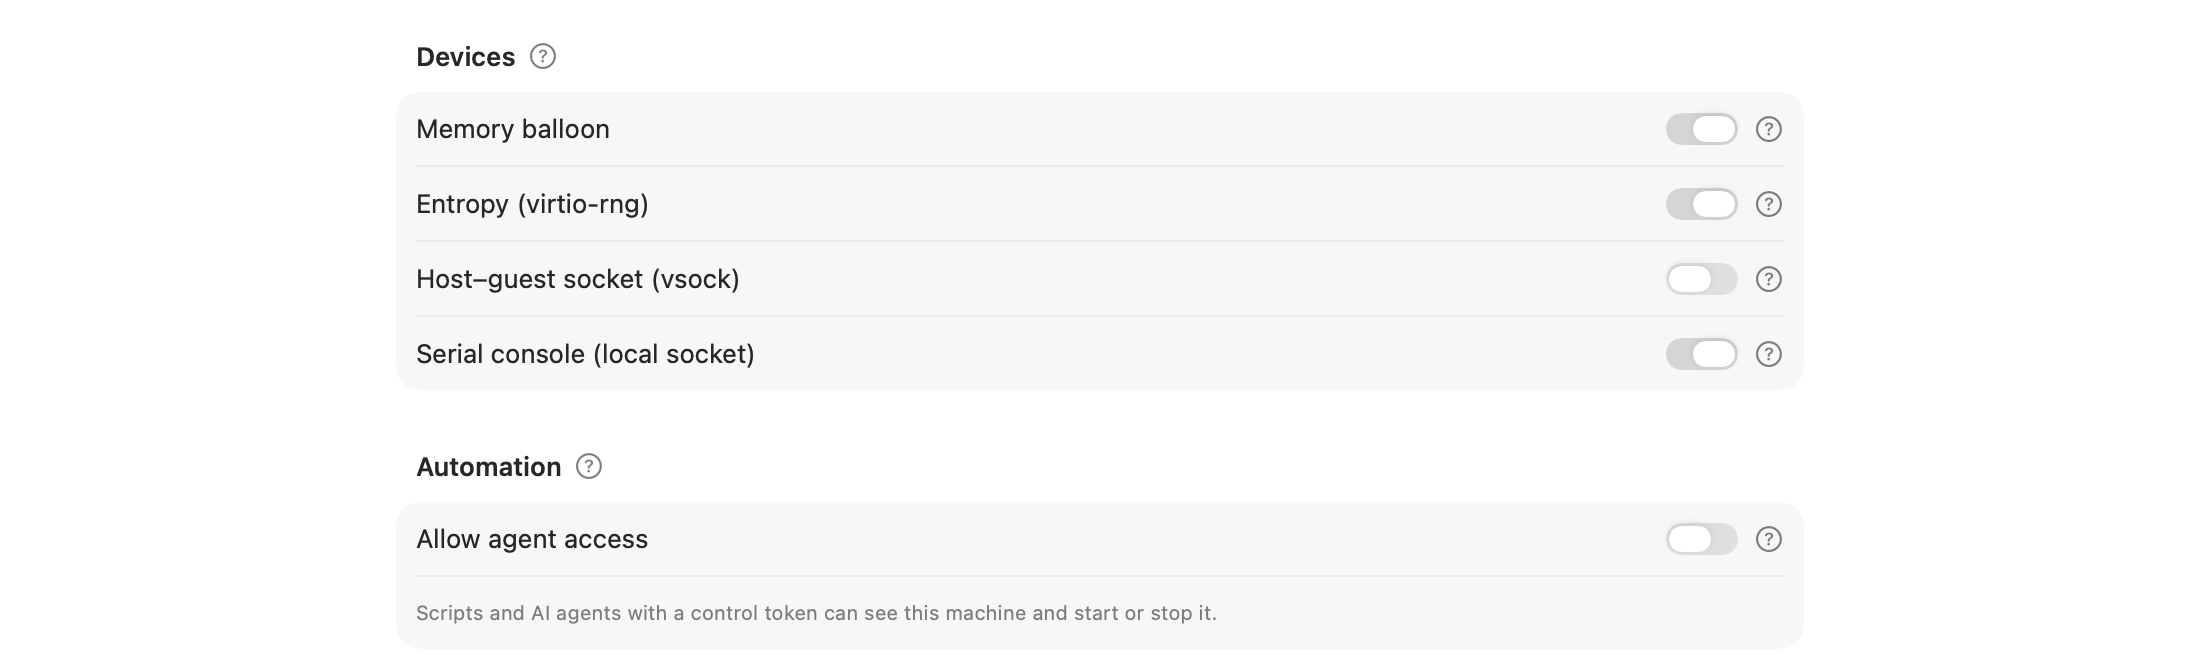 Devices ?
Memory balloon ?
Entropy (virtio-rng) ?
Host–guest socket (vsock) ?
Serial console (local socket) ?
Automation ?
Allow agent access ?
Scripts and AI agents with a control token can see this machine and start or stop it.